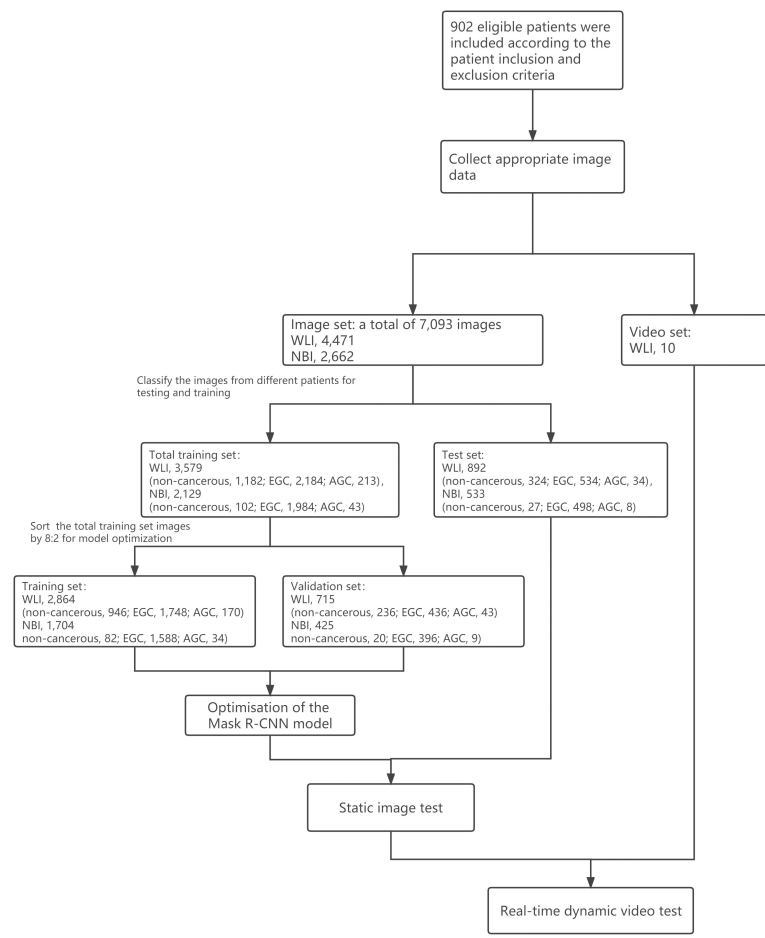 902 eligible patients were
included according to the
patient inclusion and
exclusion criteria
Collect appropriate image
data
Image set: a total of 7,093 images
WLI, 4,471
NBI, 2,662
Video set:
WLI, 10
Classify the images from different patients for
testing and training
Total training set:
WLI, 3,579
(non-cancerous, 1,182; EGC, 2,184; AGC, 213),
NBI, 2,129
(non-cancerous, 102; EGC, 1,984; AGC, 43)
Test set:
WLI, 892
(non-cancerous, 324; EGC, 534; AGC, 34),
NBI, 533
(non-cancerous, 27; EGC, 498; AGC, 8)
Sort the total training set images
by 8:2 for model optimization
Training set:
WLI, 2,864
(non-cancerous, 946; EGC, 1,748; AGC, 170)
NBI, 1,704
non-cancerous, 82; EGC, 1,588; AGC, 34)
Validation set:
WLI, 715
(non-cancerous, 236; EGC, 436; AGC, 43)
NBI, 425
non-cancerous, 20; EGC, 396; AGC, 9)
Optimisation of the
Mask R-CNN model
Static image test
Real-time dynamic video test